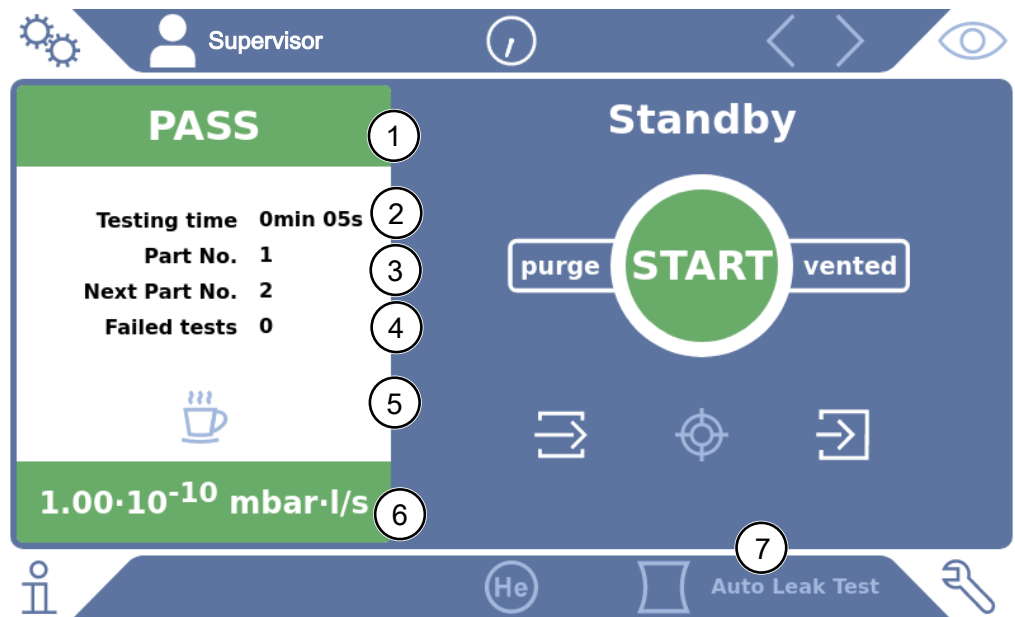 Supervisor
PASS
1
Standby
Testing time 0min 05s
2
Part No. 1
3
Next Part No. 2
Failed tests 0
4
purge
START
vented
5
1.00·10-10 mbar·l/s
6
7
He
Auto Leak Test